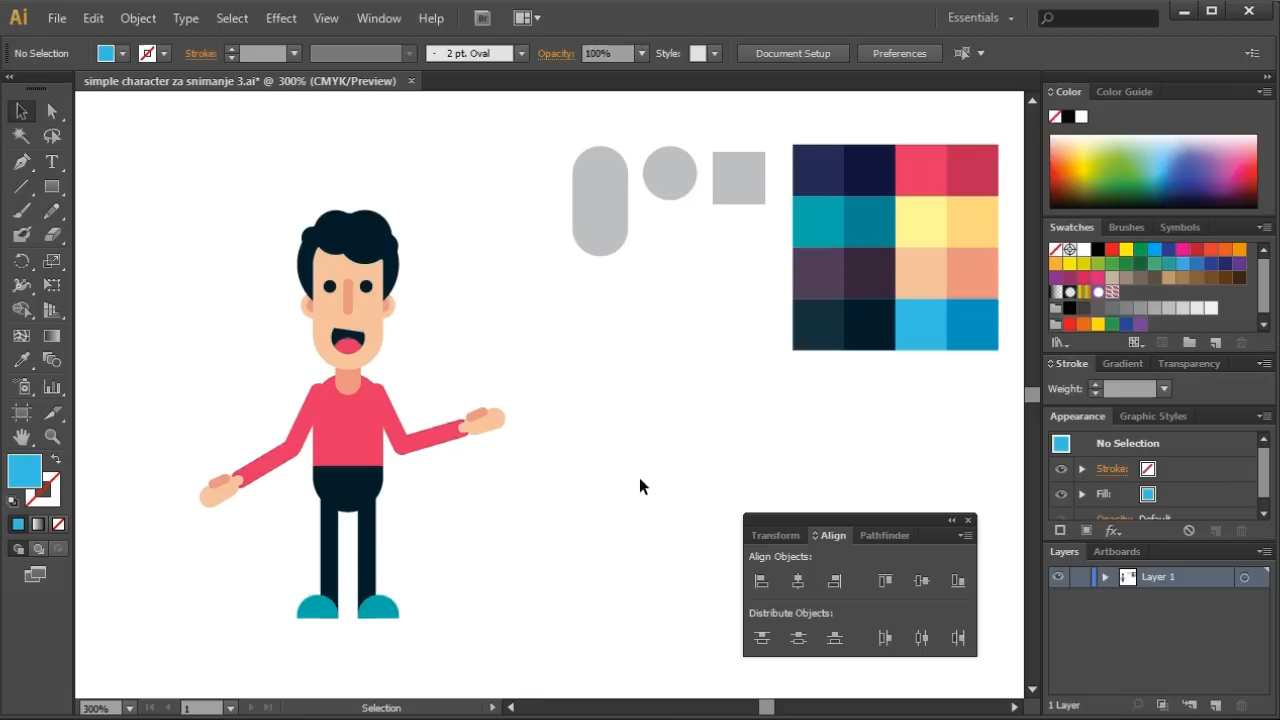 Ai File Edit Object Type Select Effect View Window Help Br Essentials
No Selection Stroke: 2 pt. Oval Opacity: 100% Style: Document Setup Preferences
simple character za snimanje 3.ai* @ 300% (CMYK/Preview)
Color Color Guide
Swatches Brushes Symbols
Stroke Gradient Transparency
Weight:
Appearance Graphic Styles
No Selection
Stroke:
Fill:
Opacity: Default
Transform Align Pathfinder
Align Objects:
Distribute Objects:
Layers Artboards
Layer 1
1 Layer
300% 1 Selection